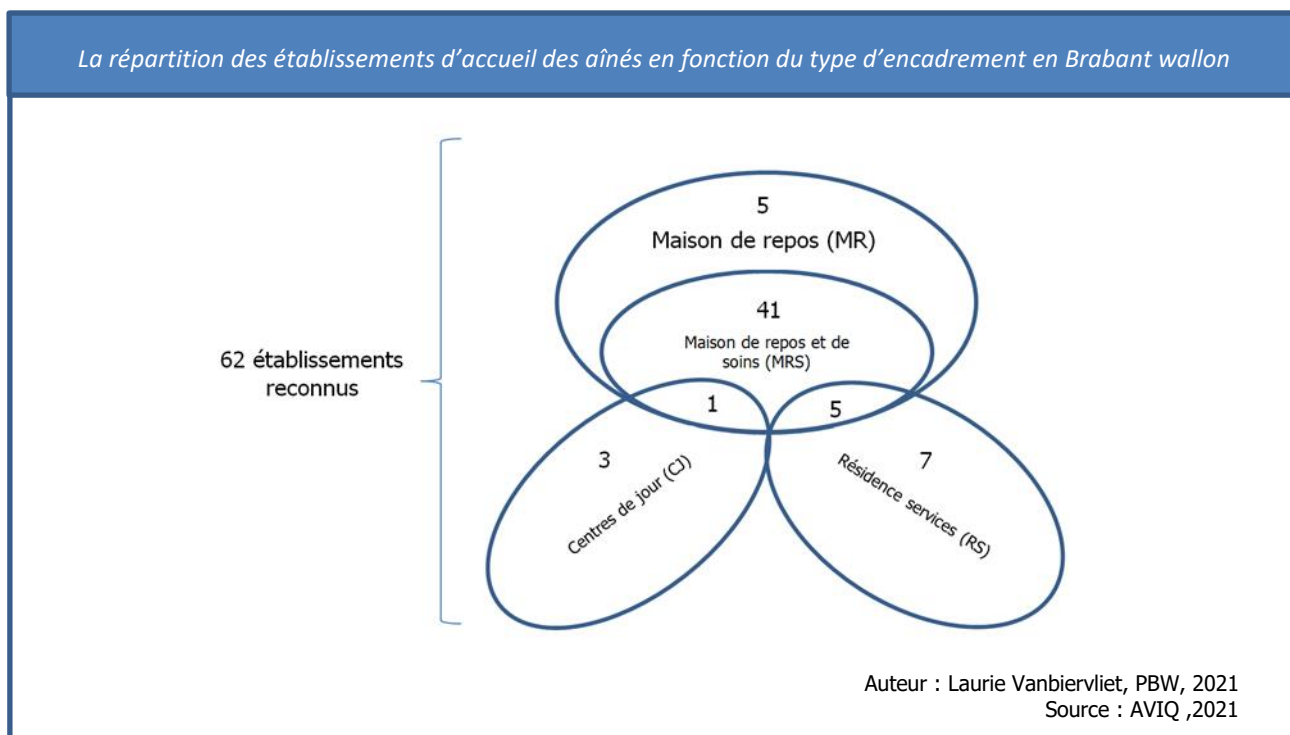 La répartition des établissements d’accueil des aînés en fonction du type d’encadrement en Brabant wallon
5
Maison de repos (MR)
41
Maison de repos et de
soins (MRS)
62 établissements
reconnus
1
5
3
Centres de jour (CJ)
7
Résidence services (RS)
Auteur : Laurie Vanbiervliet, PBW, 2021
Source : AVIQ ,2021